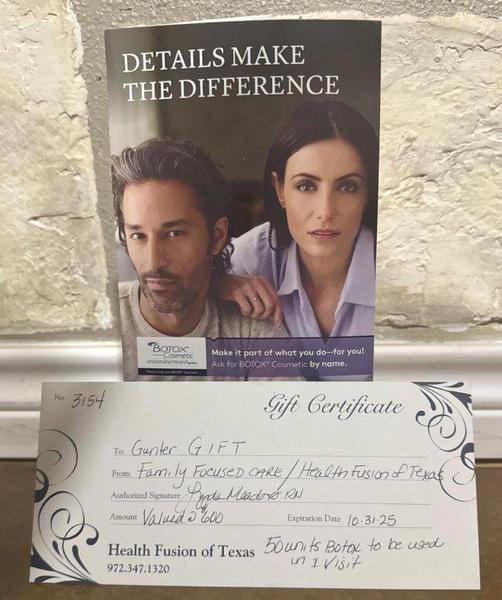 DETAILS MAKE
THE DIFFERENCE
BOTOX
Cosmetic
onabotulinumtoxinA
Make it part of what you do—for you!
Ask for BOTOX® Cosmetic by name.
No. 3154
Gift Certificate
To: Gunter GIFT
From: Family Focused Care / Health Fusion of Texas
Authorized Signature Meadors RN
Amount Valued @ 600
Expiration Date 10-31-25
Health Fusion of Texas
972.347.1320
50 units Botox to be used
in 1 visit